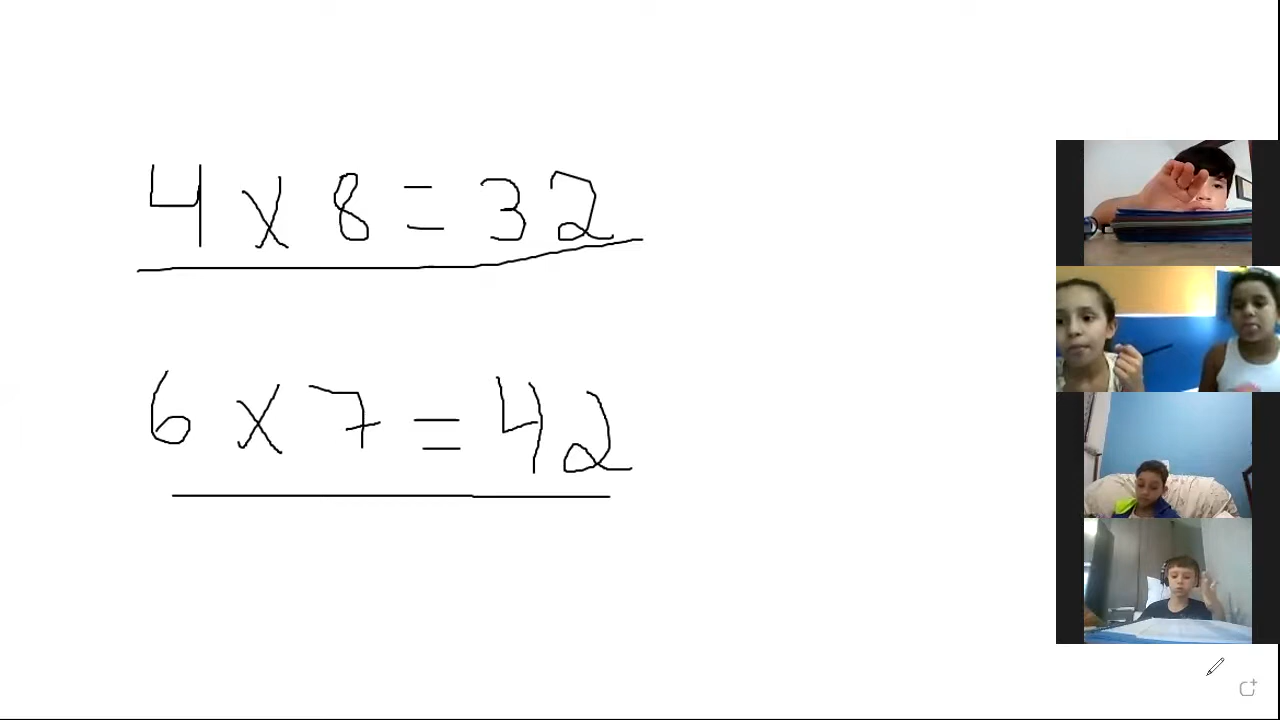 4 x 8 = 32
6 x 7 = 42